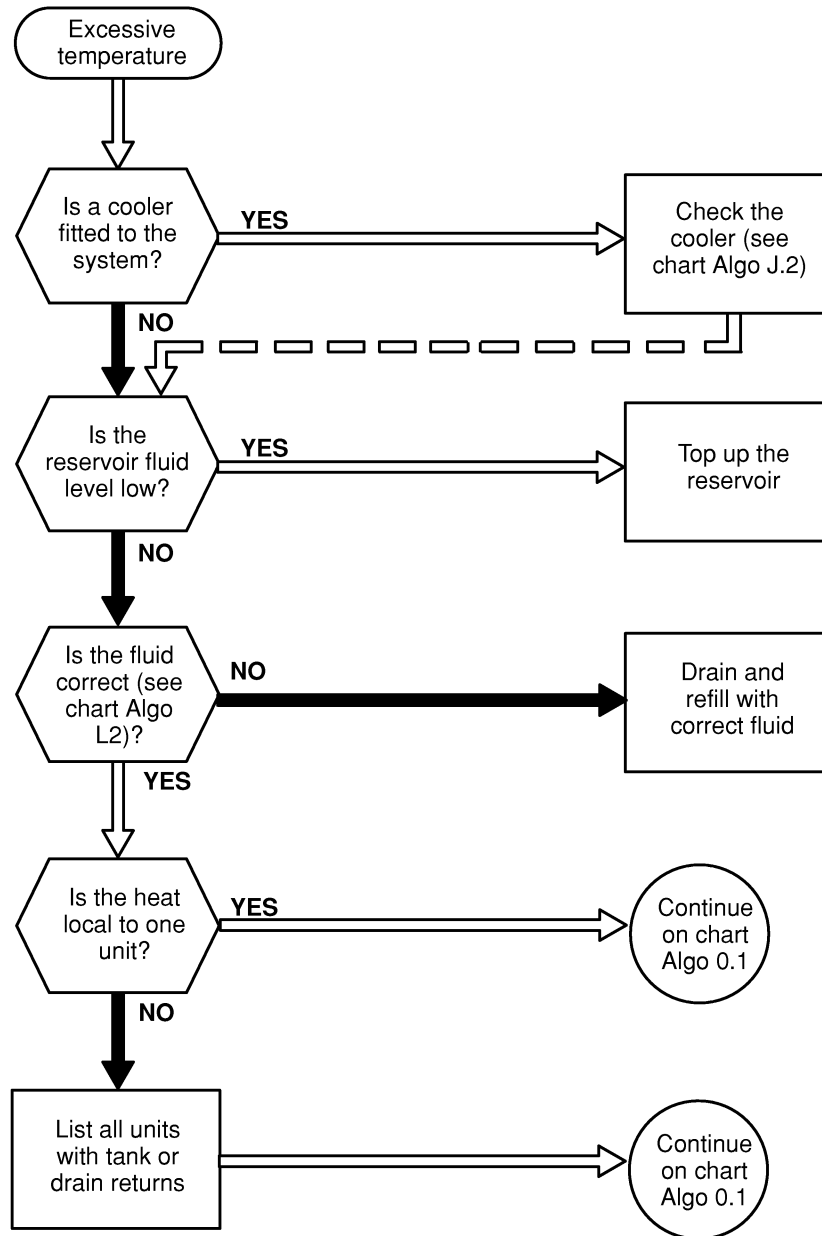 Excessive
temperature
Is a cooler
fitted to the
system?
YES
Check the
cooler (see
chart Algo J.2)
NO
Is the
reservoir fluid
level low?
YES
Top up the
reservoir
NO
Is the fluid
correct (see
chart Algo
L2)?
NO
Drain and
refill with
correct fluid
YES
Is the heat
local to one
unit?
YES
Continue
on chart
Algo 0.1
NO
List all units
with tank or
drain returns
Continue
on chart
Algo 0.1